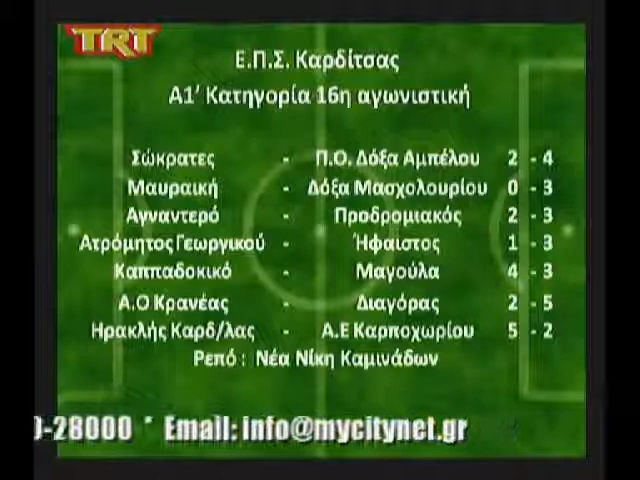 TRT
Ε.Π.Σ. Καρδίτσας
Α1' Κατηγορία 16η αγωνιστική
Σώκρατες - Π.Ο. Δόξα Αμπέλου 2 - 4
Μαυραική - Δόξα Μασχολουρίου 0 - 3
Αγναντερό - Προδρομιακός 2 - 3
Ατρόμητος Γεωργικού - Ήφαιστος 1 - 3
Καππαδοκικό - Μαγούλα 4 - 3
Α.Ο Κρανέας - Διαγόρας 2 - 5
Ηρακλής Καρδ/λας - Α.Ε Καρποχωρίου 5 - 2
Ρεπό : Νέα Νίκη Καμινάδων
0-28000 * Email: info@mycitynet.gr